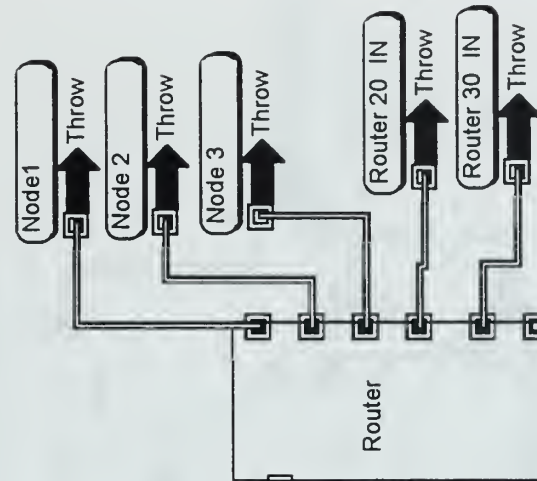 Node1
Throw
Node 2
Throw
Node 3
Throw
Router 20 IN
Throw
Router 30 IN
Throw
Router